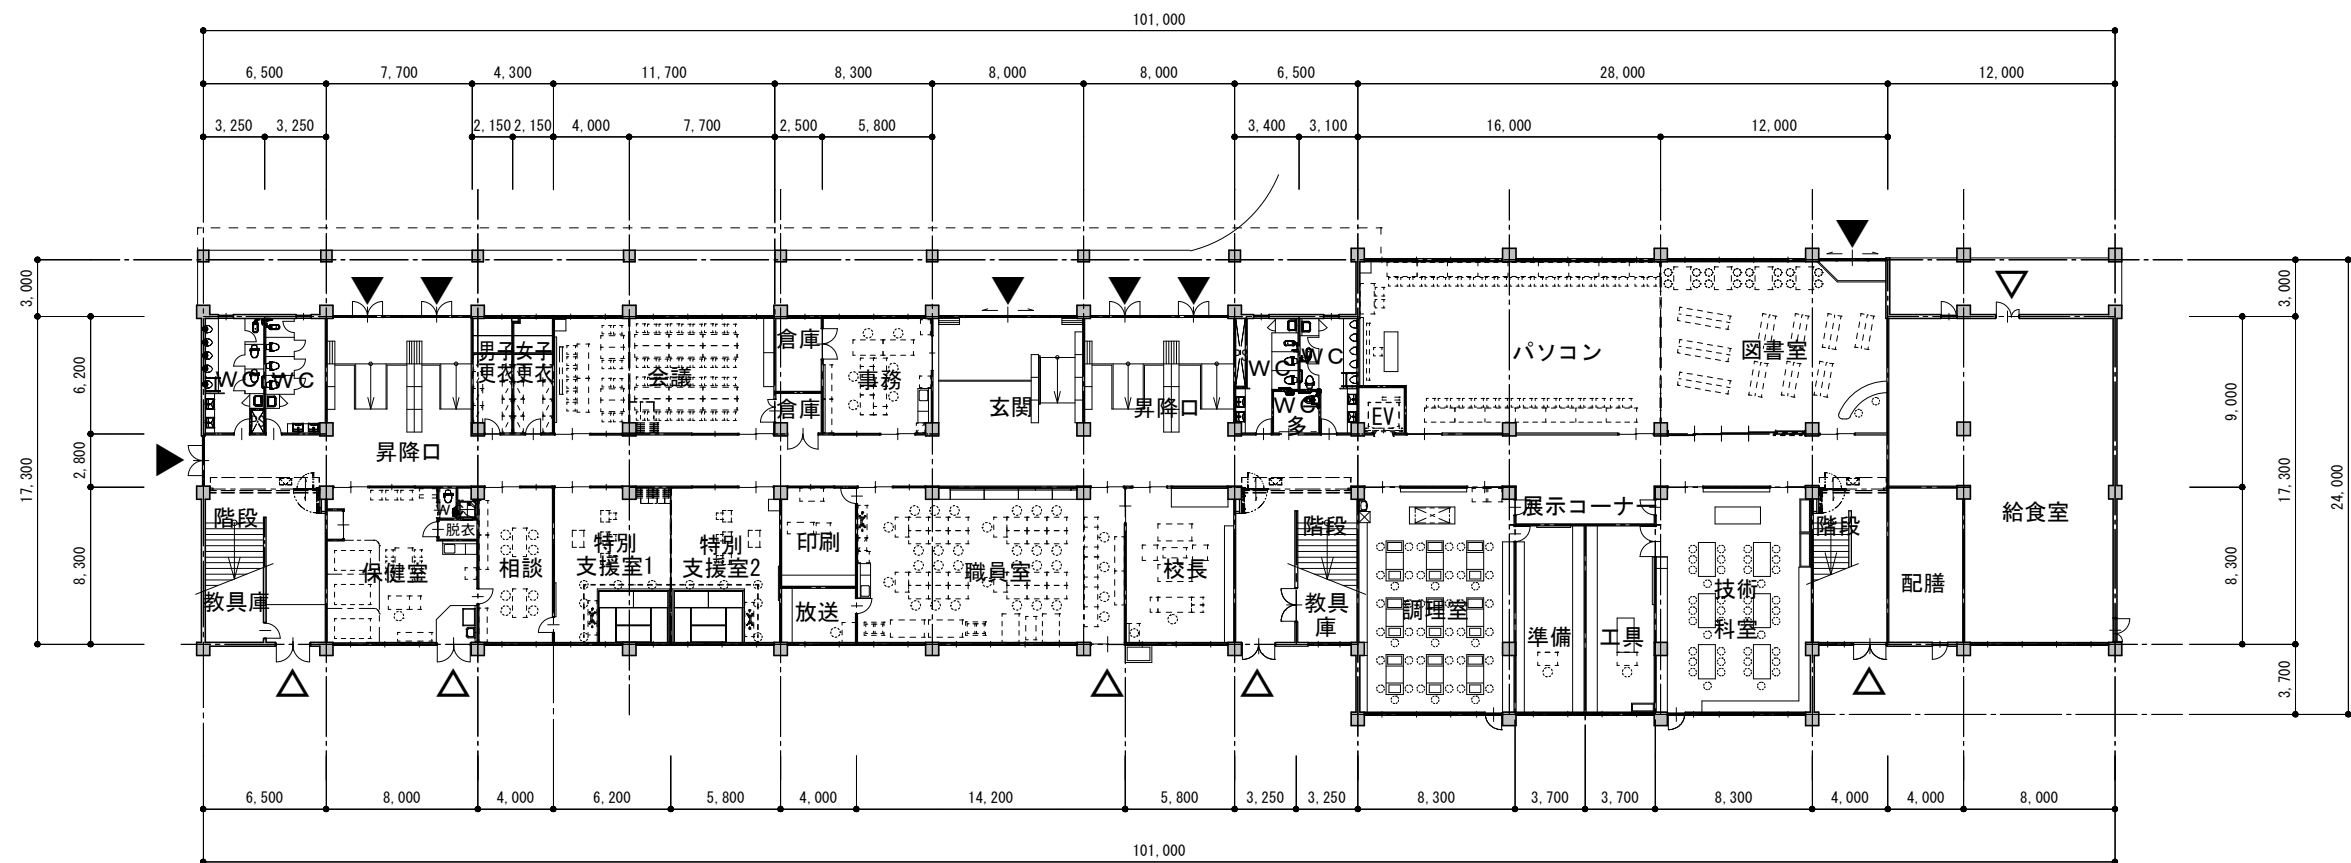 101,000
6,500 7,700 4,300 11,700 8,300 8,000 8,000 6,500 28,000 12,000
3,250 3,250 2,150 2,150 4,000 7,700 2,500 5,800 3,400 3,100 16,000 12,000
3,000
17,300
6,200
2,800
8,300
WC
WC
昇降口
男子
更衣
女子
更衣
会議
倉庫
倉庫
事務
玄関
昇降口
WC
WC
WC
多
EV
パソコン
図書室
昇降口
階段
教具庫
保健室
WC
脱衣
相談
特別
支援室1
特別
支援室2
印刷
放送
職員室
校長
階段
教具
庫
調理室
展示コーナー
準備
工具
技術
科室
階段
配膳
給食室
3,000
9,000
17,300
24,000
8,300
3,700
6,500 8,000 4,000 6,200 5,800 4,000 14,200 5,800 3,250 3,250 8,300 3,700 3,700 8,300 4,000 4,000 8,000
101,000